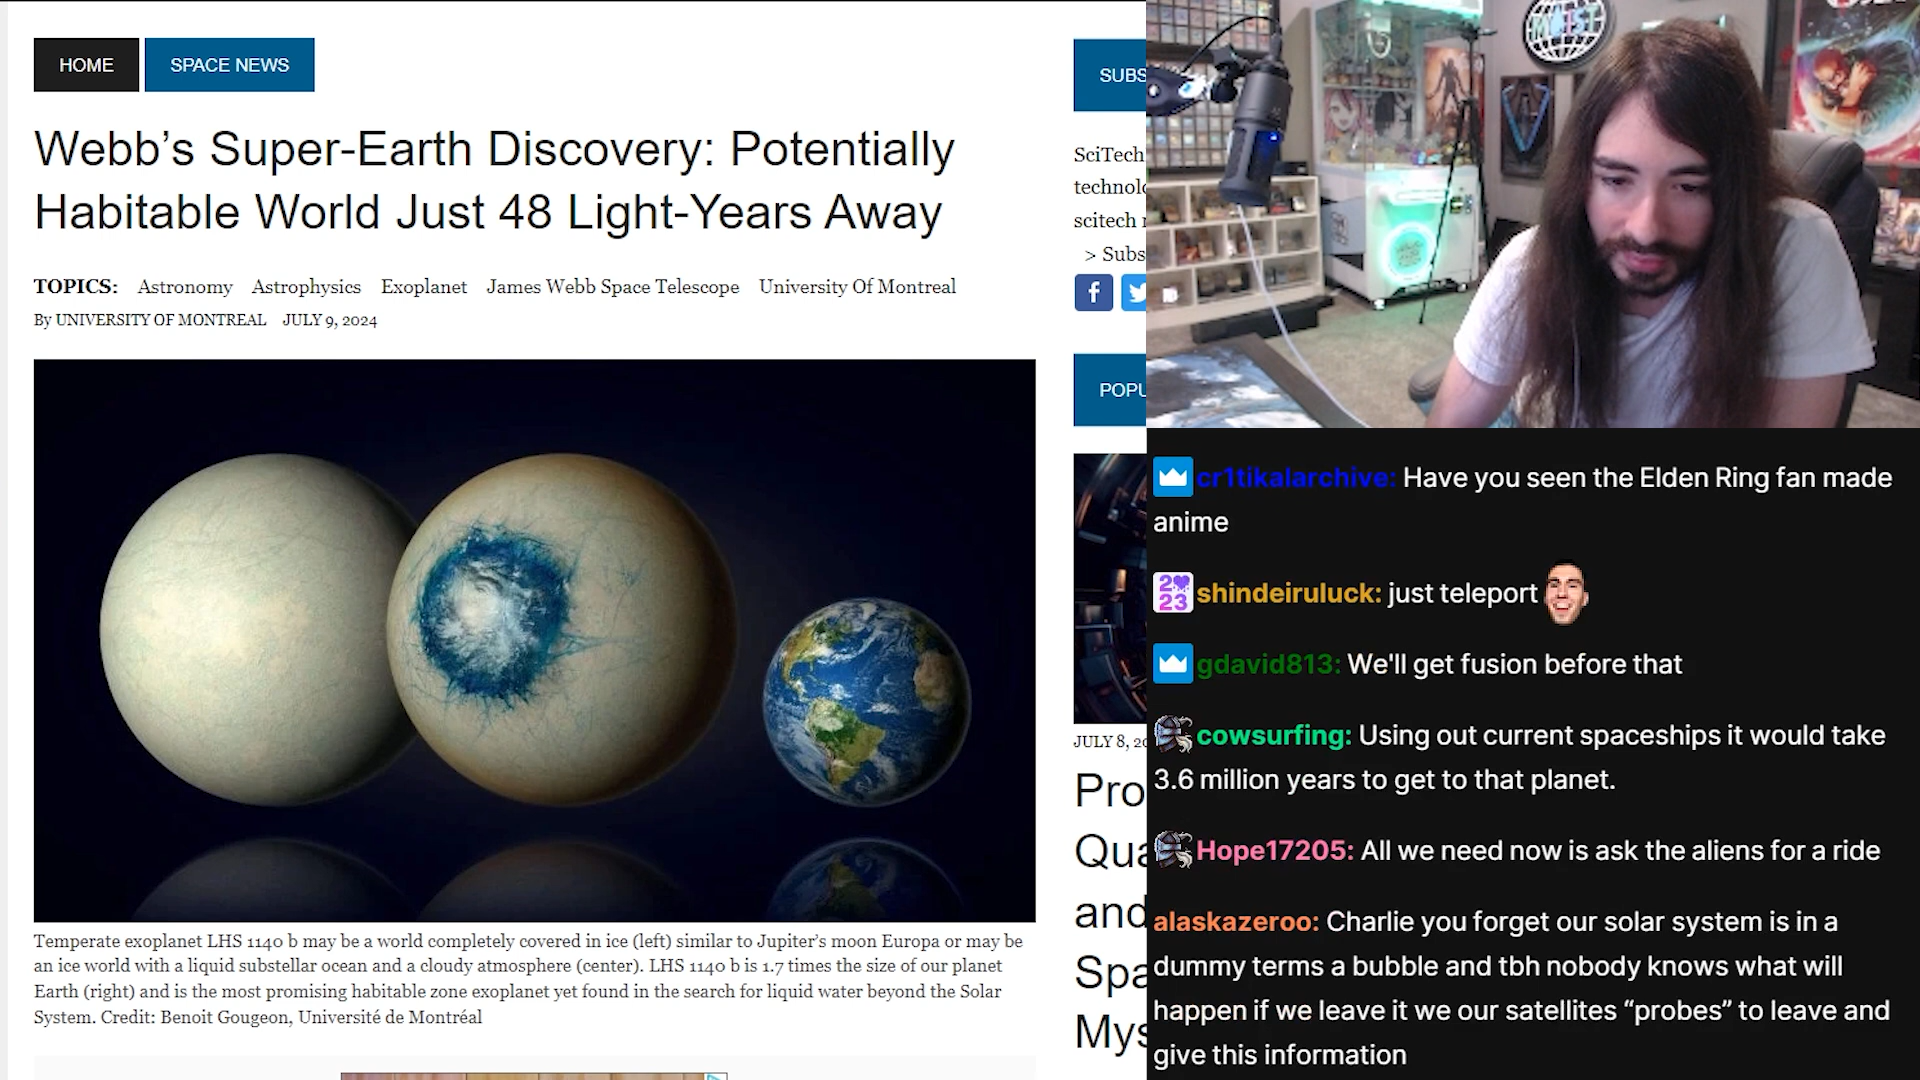 HOME
SPACE NEWS
Webb’s Super-Earth Discovery: Potentially
Habitable World Just 48 Light-Years Away
TOPICS: Astronomy Astrophysics Exoplanet James Webb Space Telescope University Of Montreal
By UNIVERSITY OF MONTREAL JULY 9, 2024
Temperate exoplanet LHS 1140 b may be a world completely covered in ice (left) similar to Jupiter’s moon Europa or may be
an ice world with a liquid substellar ocean and a cloudy atmosphere (center). LHS 1140 b is 1.7 times the size of our planet
Earth (right) and is the most promising habitable zone exoplanet yet found in the search for liquid water beyond the Solar
System. Credit: Benoit Gougeon, Université de Montréal
SUBS
SciTech
technolo
scitech
> Subs
POPU
JULY 8, 20
Pro
Qua
and
Spa
Mys
MOIST
cr1tikalarchive: Have you seen the Elden Ring fan made
anime
2023
shindeiruluck: just teleport
gdavid813: We'll get fusion before that
cowsurfing: Using out current spaceships it would take
3.6 million years to get to that planet.
Hope17205: All we need now is ask the aliens for a ride
alaskazeroo: Charlie you forget our solar system is in a
dummy terms a bubble and tbh nobody knows what will
happen if we leave it we our satellites “probes” to leave and
give this information